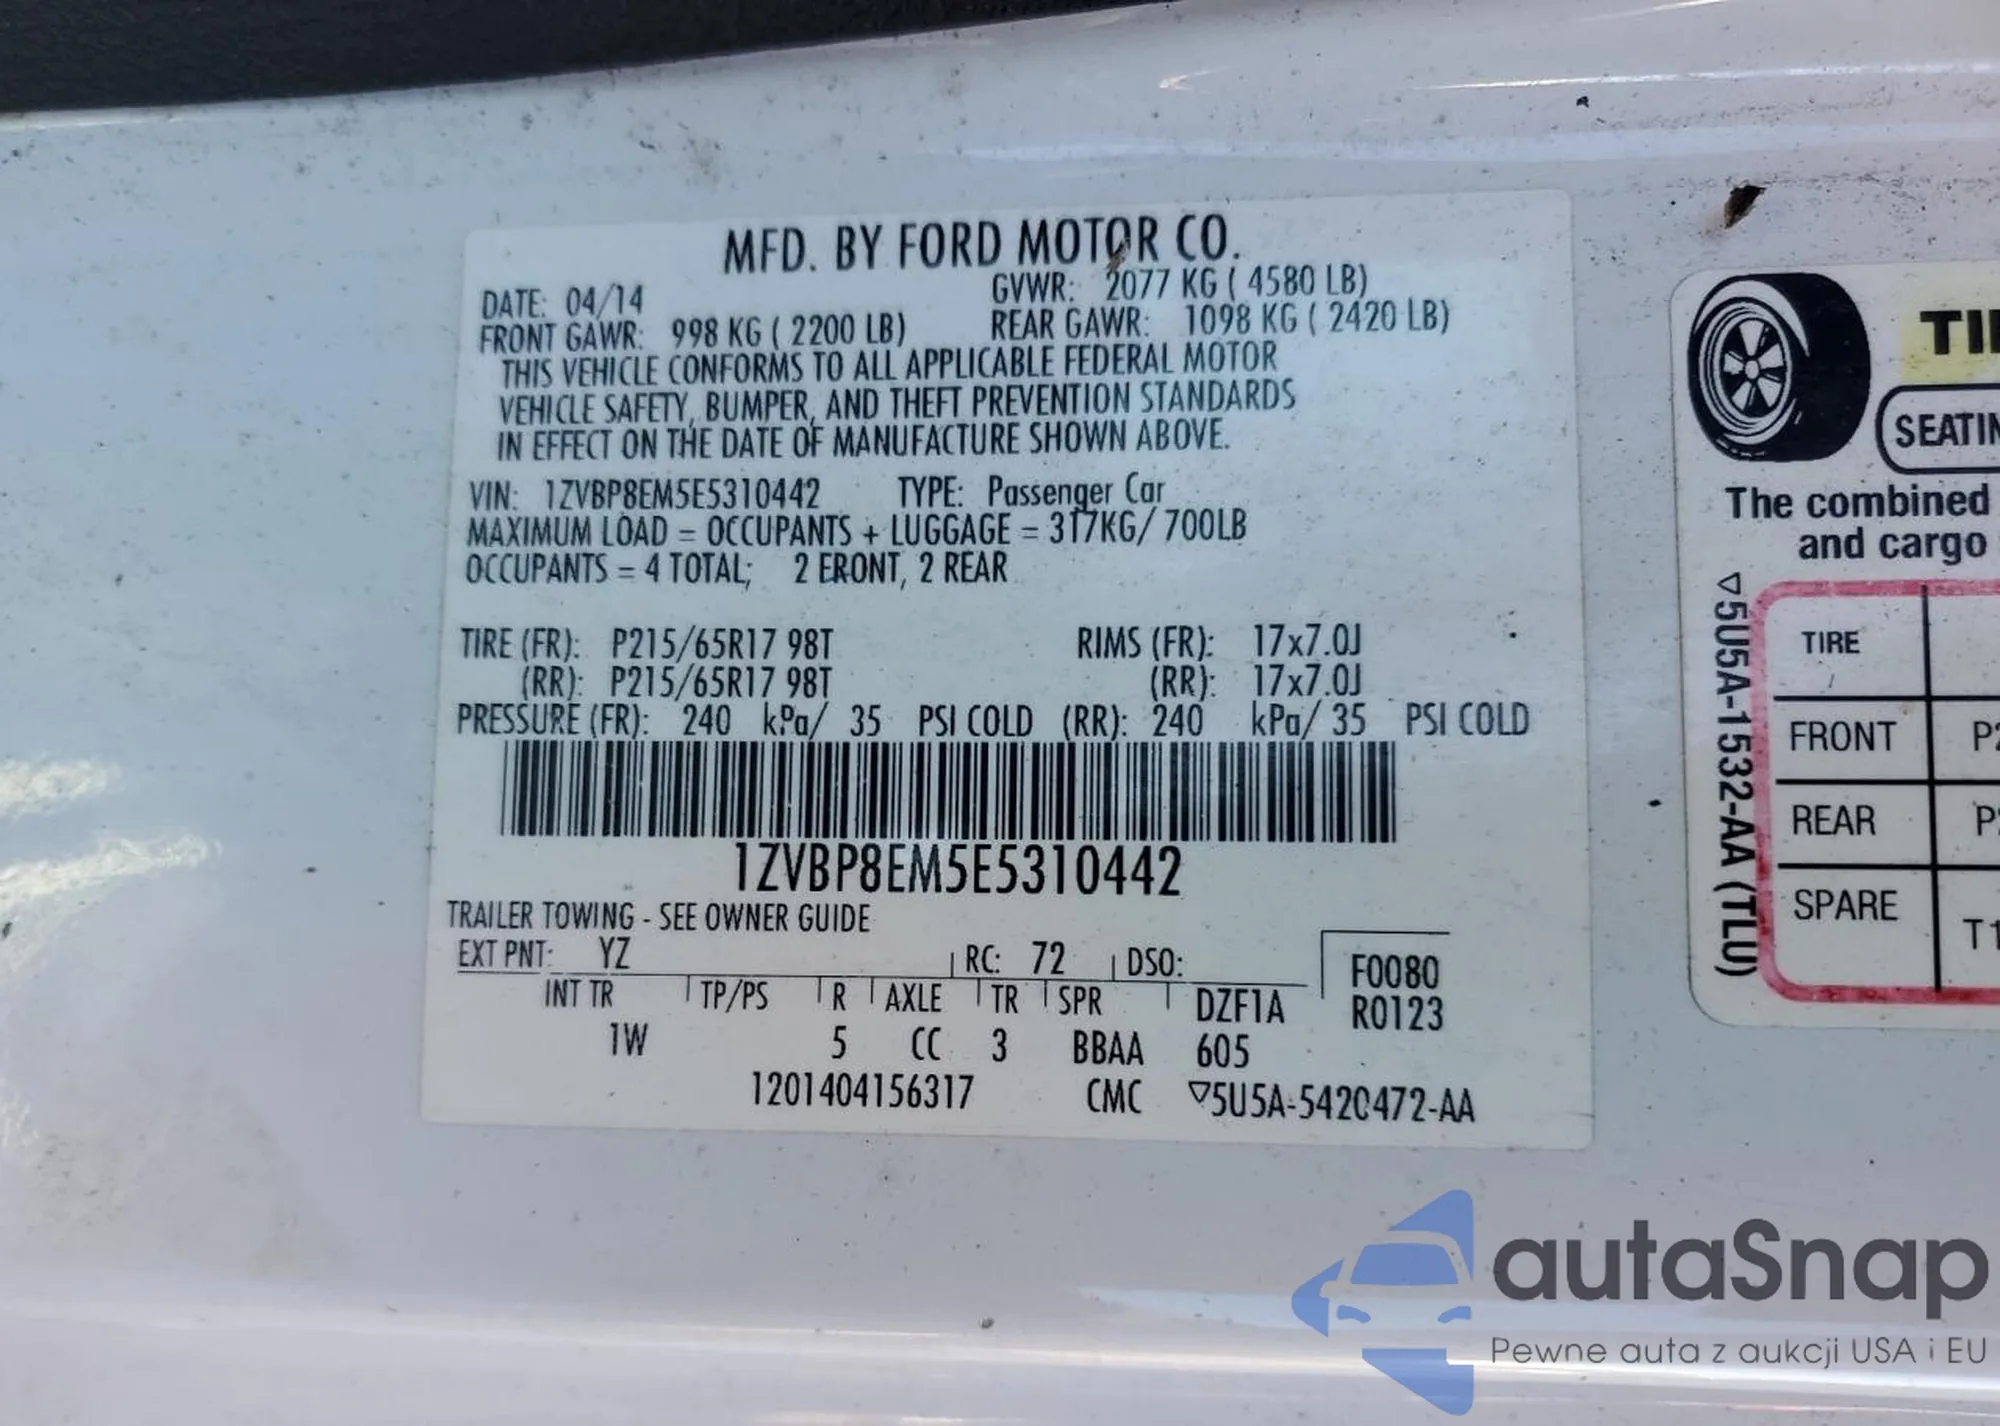 MFD. BY FORD MOTOR CO.
DATE: 04/14 GVWR: 2077 KG ( 4580 LB)
FRONT GAWR: 998 KG ( 2200 LB) REAR GAWR: 1098 KG ( 2420 LB)
THIS VEHICLE CONFORMS TO ALL APPLICABLE FEDERAL MOTOR
VEHICLE SAFETY, BUMPER, AND THEFT PREVENTION STANDARDS
IN EFFECT ON THE DATE OF MANUFACTURE SHOWN ABOVE.
VIN: 1ZVBP8EM5E5310442 TYPE: Passenger Car
MAXIMUM LOAD = OCCUPANTS + LUGGAGE = 317KG/ 700LB
OCCUPANTS = 4 TOTAL; 2 FRONT, 2 REAR
TIRE (FR): P215/65R17 98T RIMS (FR): 17x7.0J
(RR): P215/65R17 98T (RR): 17x7.0J
PRESSURE (FR): 240 kPa/ 35 PSI COLD (RR): 240 kPa/ 35 PSI COLD
1ZVBP8EM5E5310442
TRAILER TOWING - SEE OWNER GUIDE
EXT PNT: YZ RC: 72 DSO: F0080
INT TR TP/PS R AXLE TR SPR DZF1A R0123
1W 5 CC 3 BBAA 605
1201404156317 CMC ▽5U5A-5420472-AA
SEATIN
The combined
and cargo
▽5U5A-1532-AA (TLU)
TIRE
FRONT P2
REAR P2
SPARE T1
autaSnap
Pewne auta z aukcji USA i EU